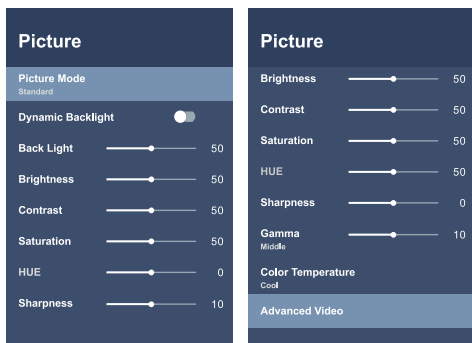 Picture
Picture Mode
Standard
Dynamic Backlight
Back Light 50
Brightness 50
Contrast 50
Saturation 50
HUE 0
Sharpness 10
Picture
Brightness 50
Contrast 50
Saturation 50
HUE 50
Sharpness 0
Gamma 10
Middle
Color Temperature
Cool
Advanced Video